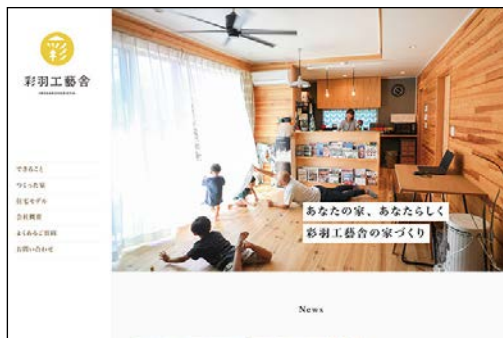 彩
彩羽工藝舎
できること
つくった家
住宅モデル
会社概要
よくあるご質問
お問い合わせ
あなたの家、あなたらしく
彩羽工藝舎の家づくり
News